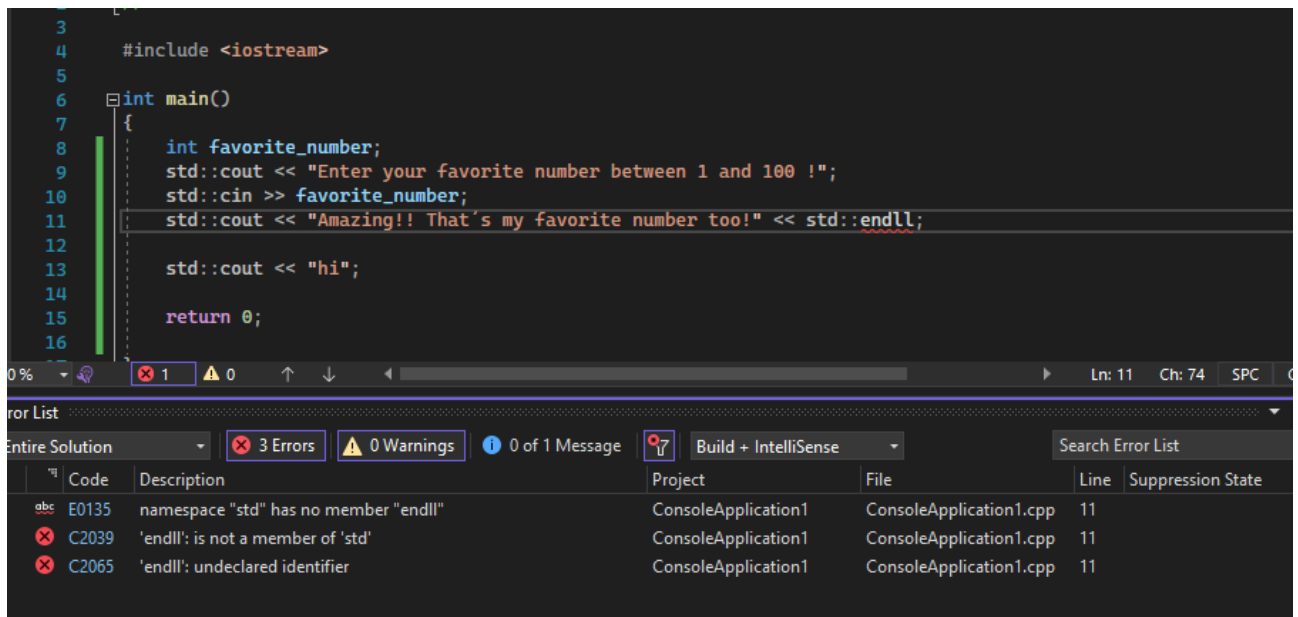 3
4 #include <iostream>
5
6 int main()
7 {
8 int favorite_number;
9 std::cout << "Enter your favorite number between 1 and 100 !";
10 std::cin >> favorite_number;
11 std::cout << "Amazing!! That´s my favorite number too!" << std::endll;
12
13 std::cout << "hi";
14
15 return 0;
16
0 % 1 0 Ln: 11 Ch: 74 SPC
ror List
Entire Solution 3 Errors 0 Warnings 0 of 1 Message Build + IntelliSense Search Error List
Code Description Project File Line Suppression State
abc E0135 namespace "std" has no member "endll" ConsoleApplication1 ConsoleApplication1.cpp 11
C2039 'endll': is not a member of 'std' ConsoleApplication1 ConsoleApplication1.cpp 11
C2065 'endll': undeclared identifier ConsoleApplication1 ConsoleApplication1.cpp 11